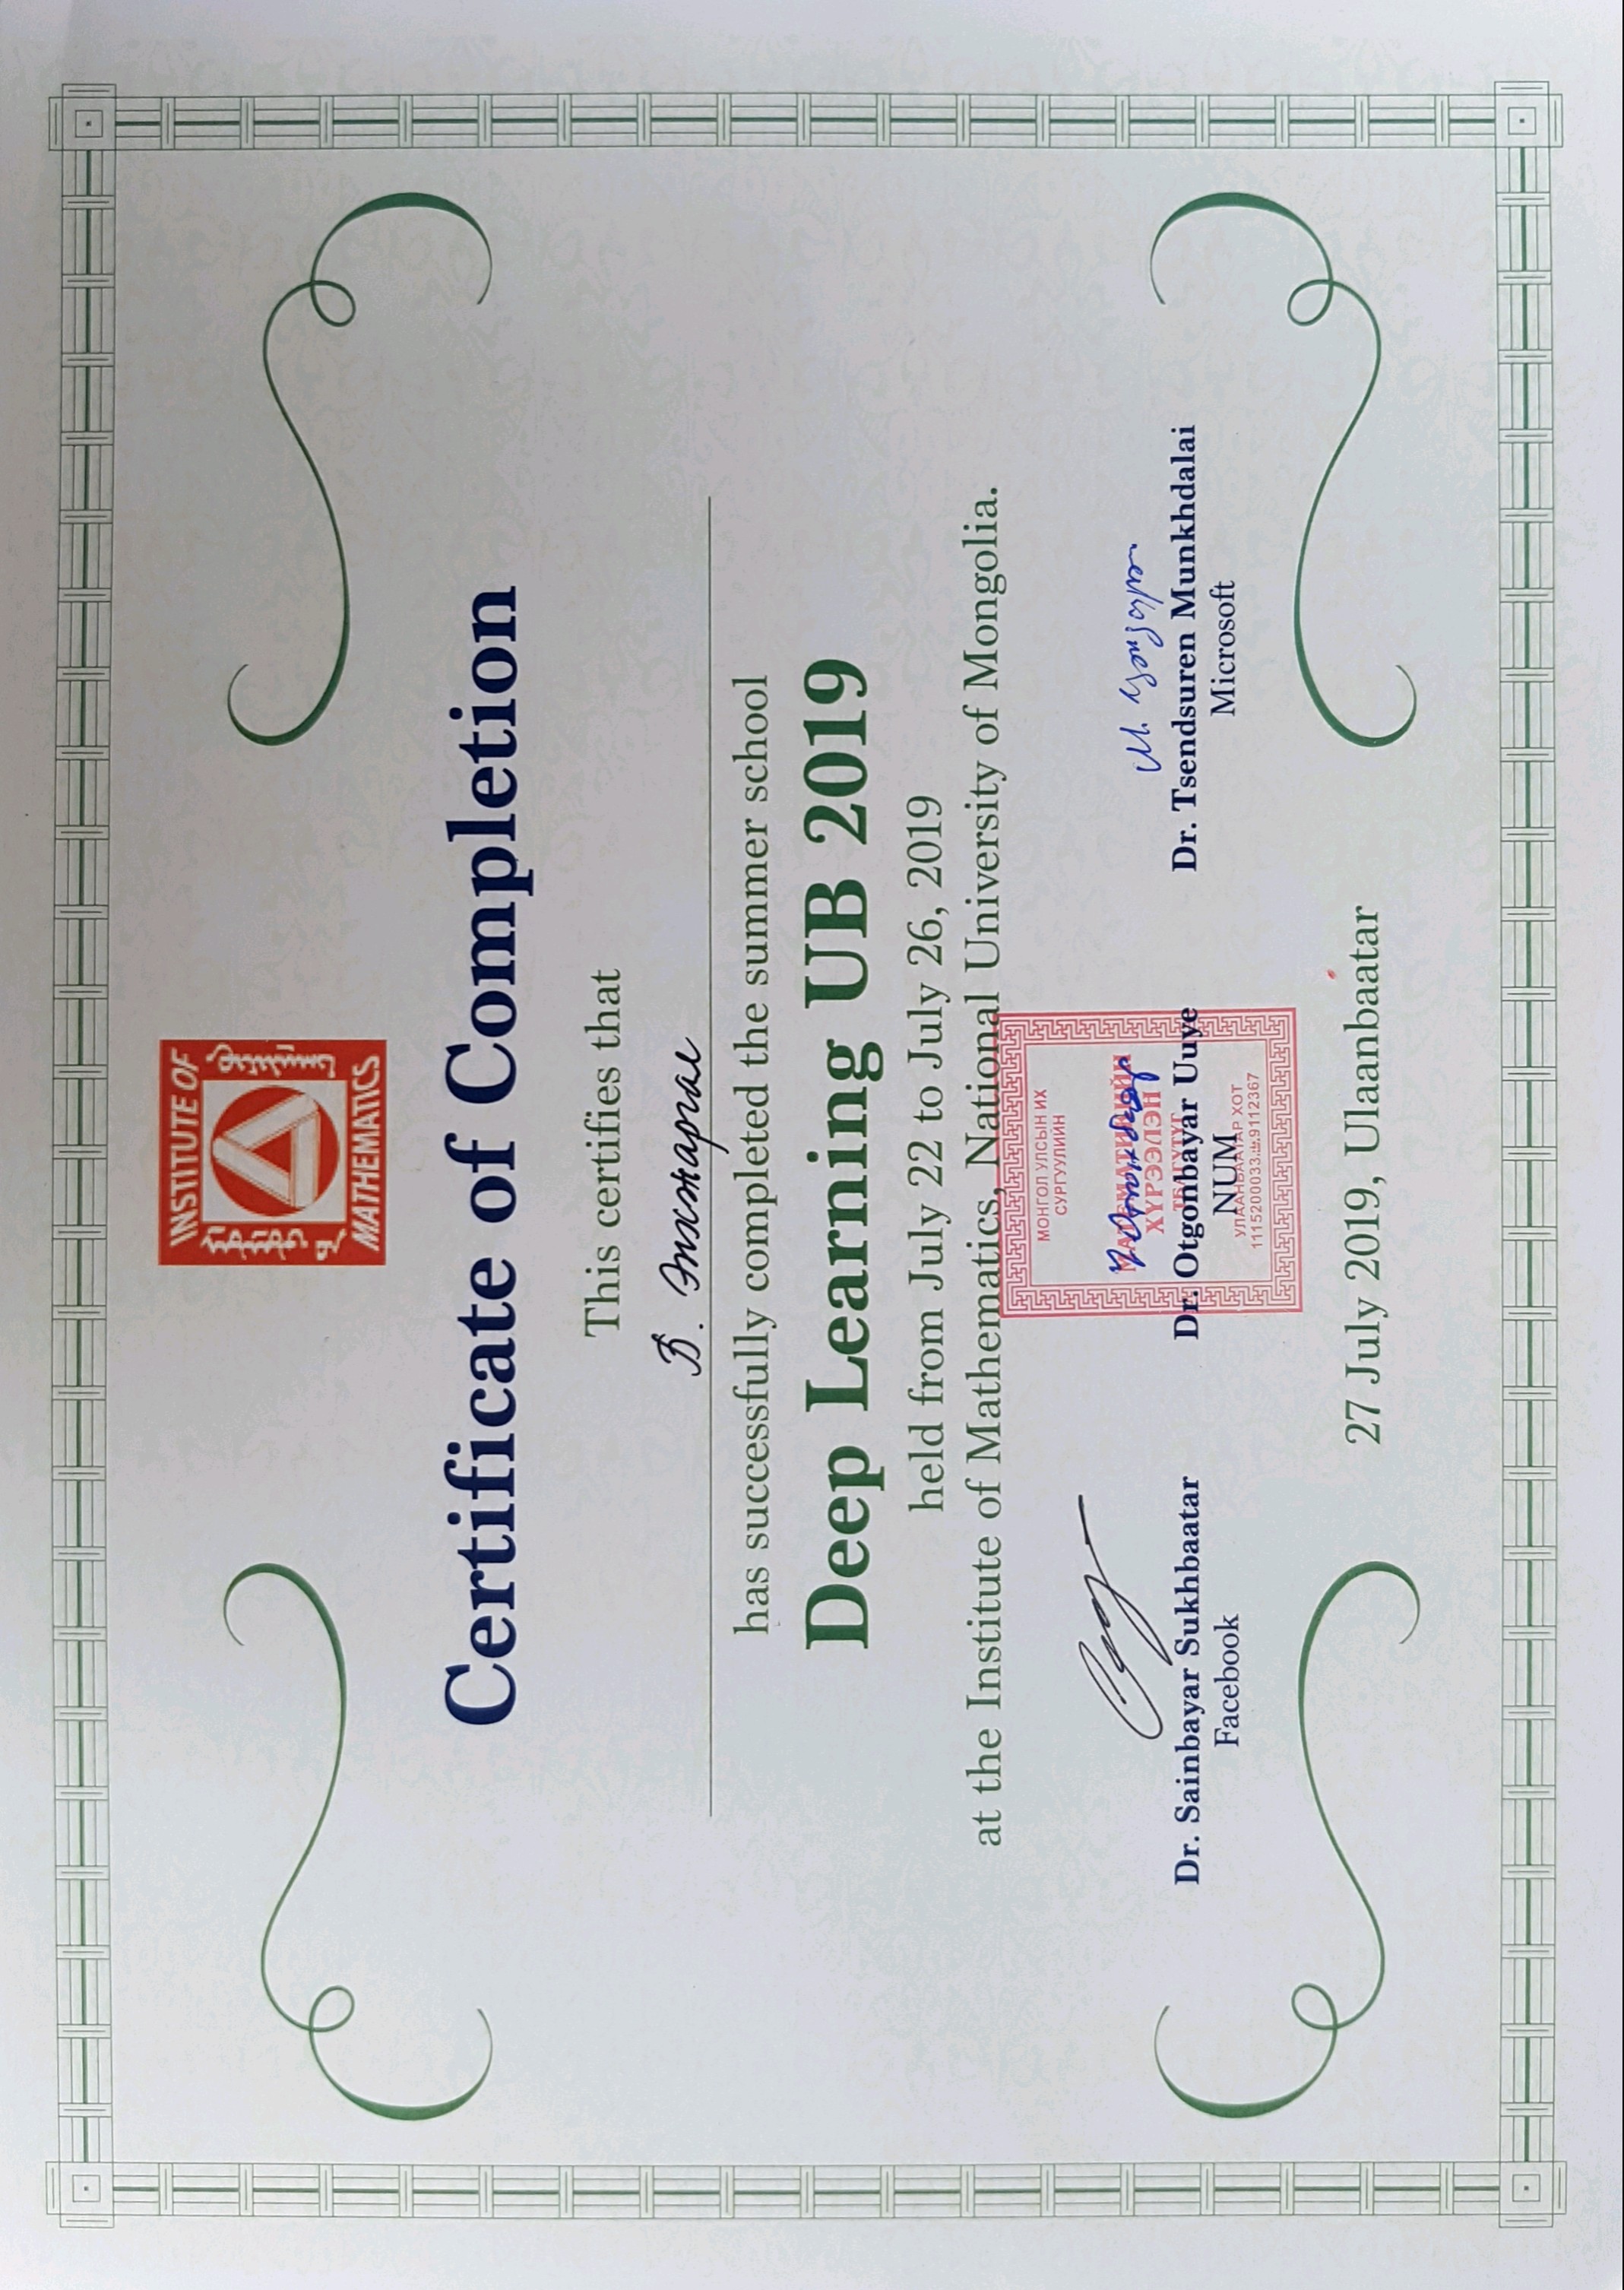 INSTITUTE OF
MATHEMATICS
Certificate of Completion
This certifies that
Б. Энхжаргал
has successfully completed the summer school
Deep Learning UB 2019
held from July 22 to July 26, 2019
at the Institute of Mathematics, National University of Mongolia.
МОНГОЛ УЛСЫН ИХ
СУРГУУЛИЙН
МАТЕМАТИКИЙН
ХҮРЭЭЛЭН
Dr. Sainbayar Sukhbaatar
Facebook
Dr. Otgonbayar Uuye
NUM
Dr. Tsendsuren Munkhdalai
Microsoft
УЛААНБААТАР ХОТ
1115200033 9112367
27 July 2019, Ulaanbaatar